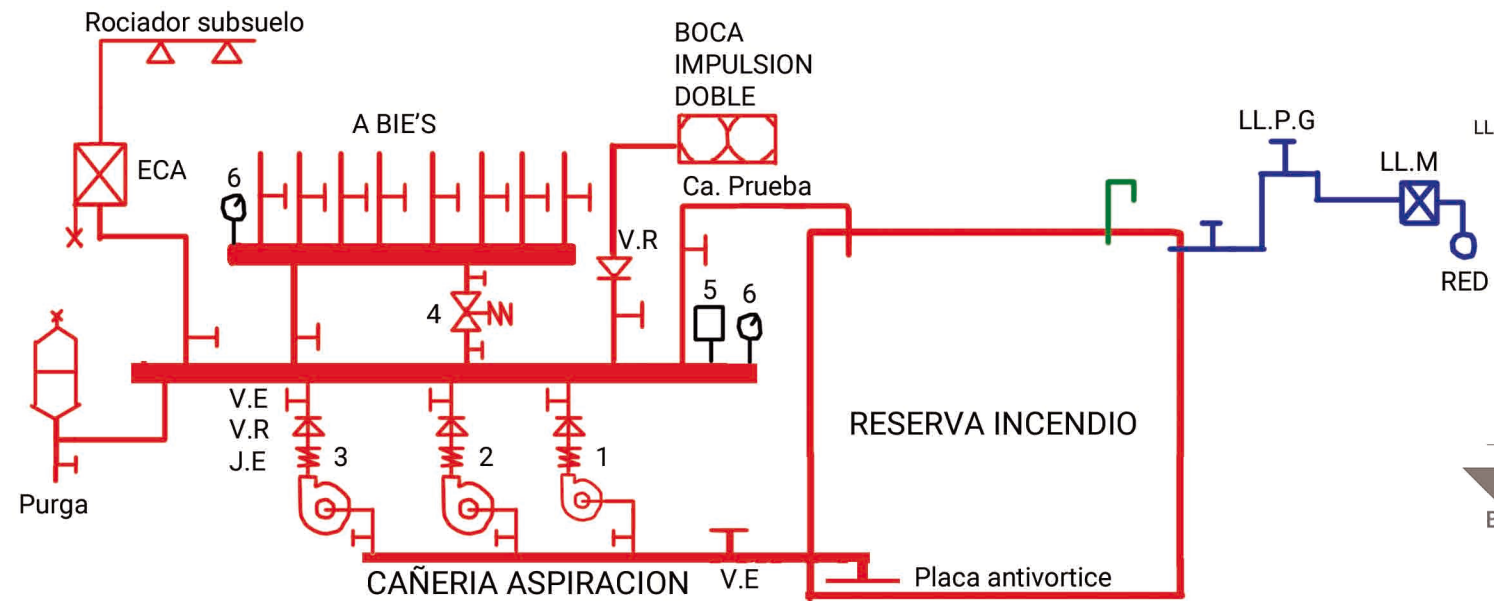 Rociador subsuelo
BOCA
IMPULSION
DOBLE
A BIE'S
LL.P.G
LL
ECA
6
Ca. Prueba
LL.M
V.R
RED
4
5
6
V.E
V.R
J.E
3
2
1
RESERVA INCENDIO
Purga
CAÑERIA ASPIRACION
V.E
Placa antivortice